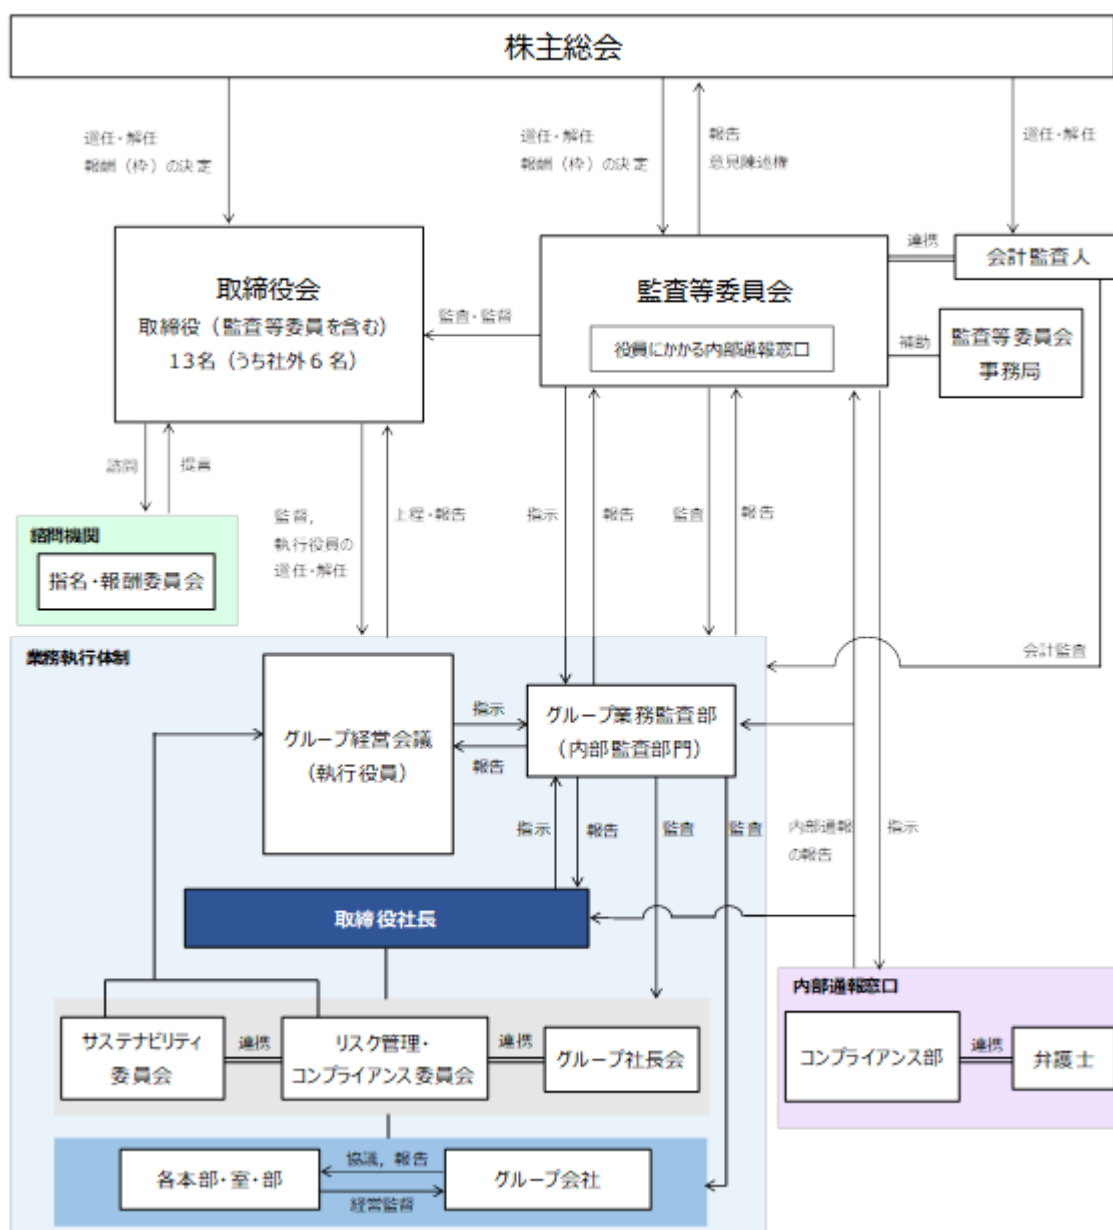 株主総会
選任・解任
報酬（枠）の決定
選任・解任
報酬（枠）の決定
報告
意見陳述権
選任・解任
取締役会
取締役（監査等委員を含む）
13名（うち社外６名）
監査・監督
監査等委員会
役員にかかる内部通報窓口
連携
会計監査人
補助
監査等委員会
事務局
諮問
提言
監督，
執行役員の
選任・解任
上程・報告
指示
報告
監査
報告
諮問機関
指名・報酬委員会
会計監査
業務執行体制
グループ経営会議
（執行役員）
指示
報告
グループ業務監査部
（内部監査部門）
指示
報告
監査
監査
内部通報
の報告
指示
取締役社長
サステナビリティ
委員会
連携
リスク管理・
コンプライアンス委員会
連携
グループ社長会
内部通報窓口
コンプライアンス部
連携
弁護士
各本部・室・部
協議，報告
経営監督
グループ会社